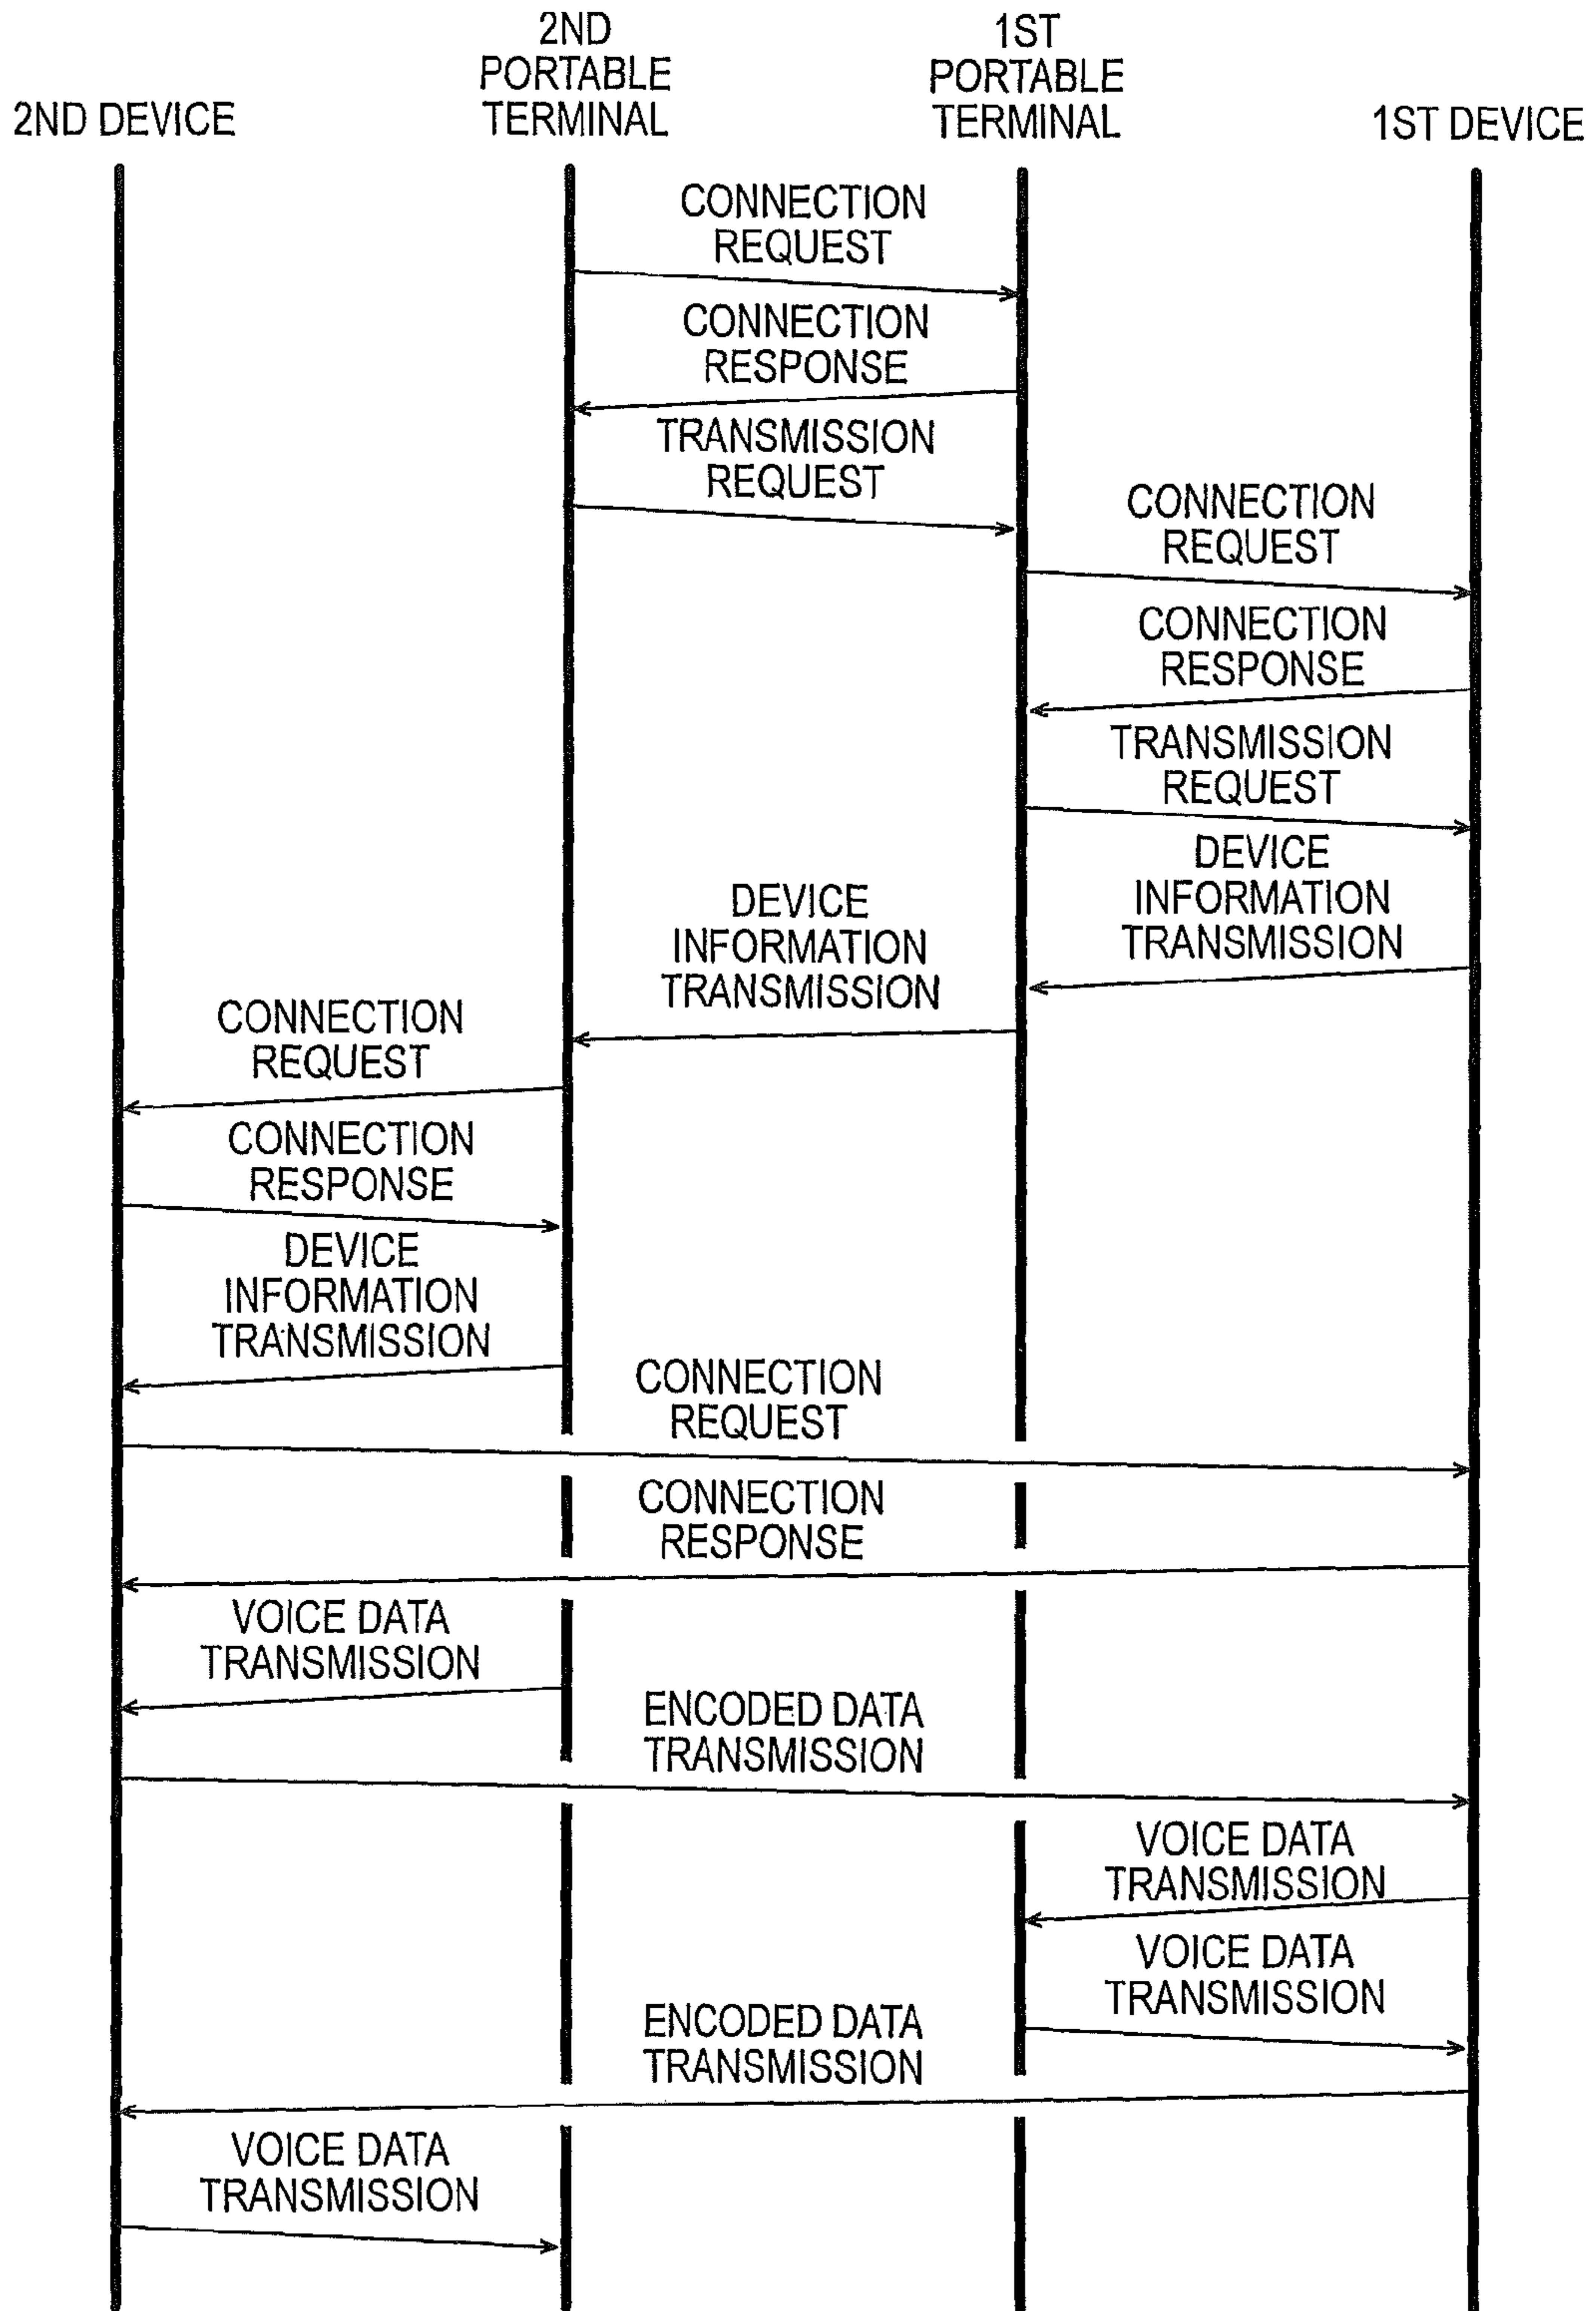 2ND DEVICE
2ND
PORTABLE
TERMINAL
1ST
PORTABLE
TERMINAL
1ST DEVICE
CONNECTION
REQUEST
CONNECTION
RESPONSE
TRANSMISSION
REQUEST
CONNECTION
REQUEST
CONNECTION
RESPONSE
TRANSMISSION
REQUEST
DEVICE
INFORMATION
TRANSMISSION
DEVICE
INFORMATION
TRANSMISSION
CONNECTION
REQUEST
CONNECTION
RESPONSE
DEVICE
INFORMATION
TRANSMISSION
CONNECTION
REQUEST
CONNECTION
RESPONSE
VOICE DATA
TRANSMISSION
ENCODED DATA
TRANSMISSION
VOICE DATA
TRANSMISSION
VOICE DATA
TRANSMISSION
ENCODED DATA
TRANSMISSION
VOICE DATA
TRANSMISSION